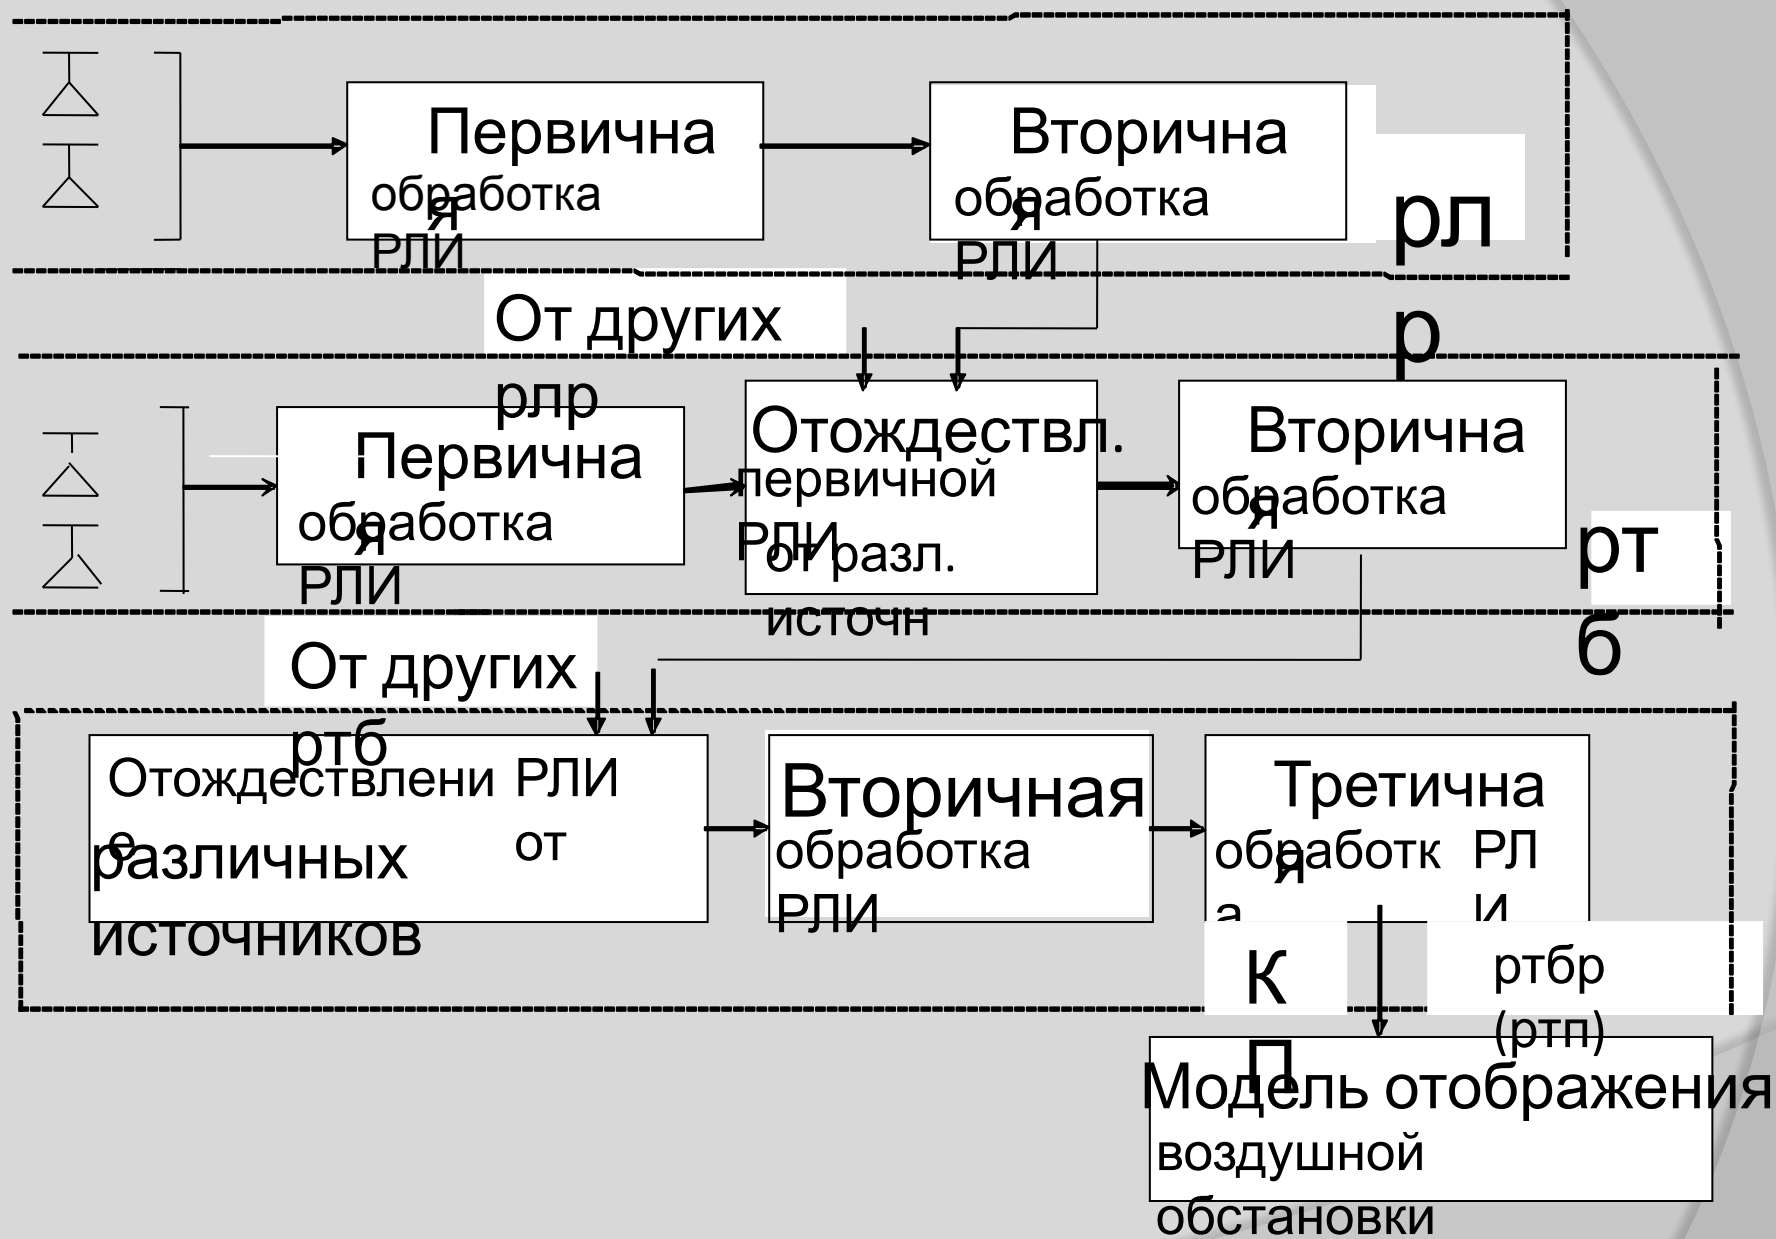 Первична
обработка
я
РЛИ
Вторична
обработка
я
РЛИ
рл
р
От других
рлр
Первична
обработка
я
РЛИ
Отождествл.
первичной
РЛИ
от разл.
источн
Вторична
обработка
я
РЛИ
рт
б
От других
ртб
Отождествлени РЛИ
е от
различных
источников
Вторичная
обработка
РЛИ
Третична
обработк РЛ
я
а И
К
П
ртбр
(ртп)
Модель отображения
воздушной
обстановки